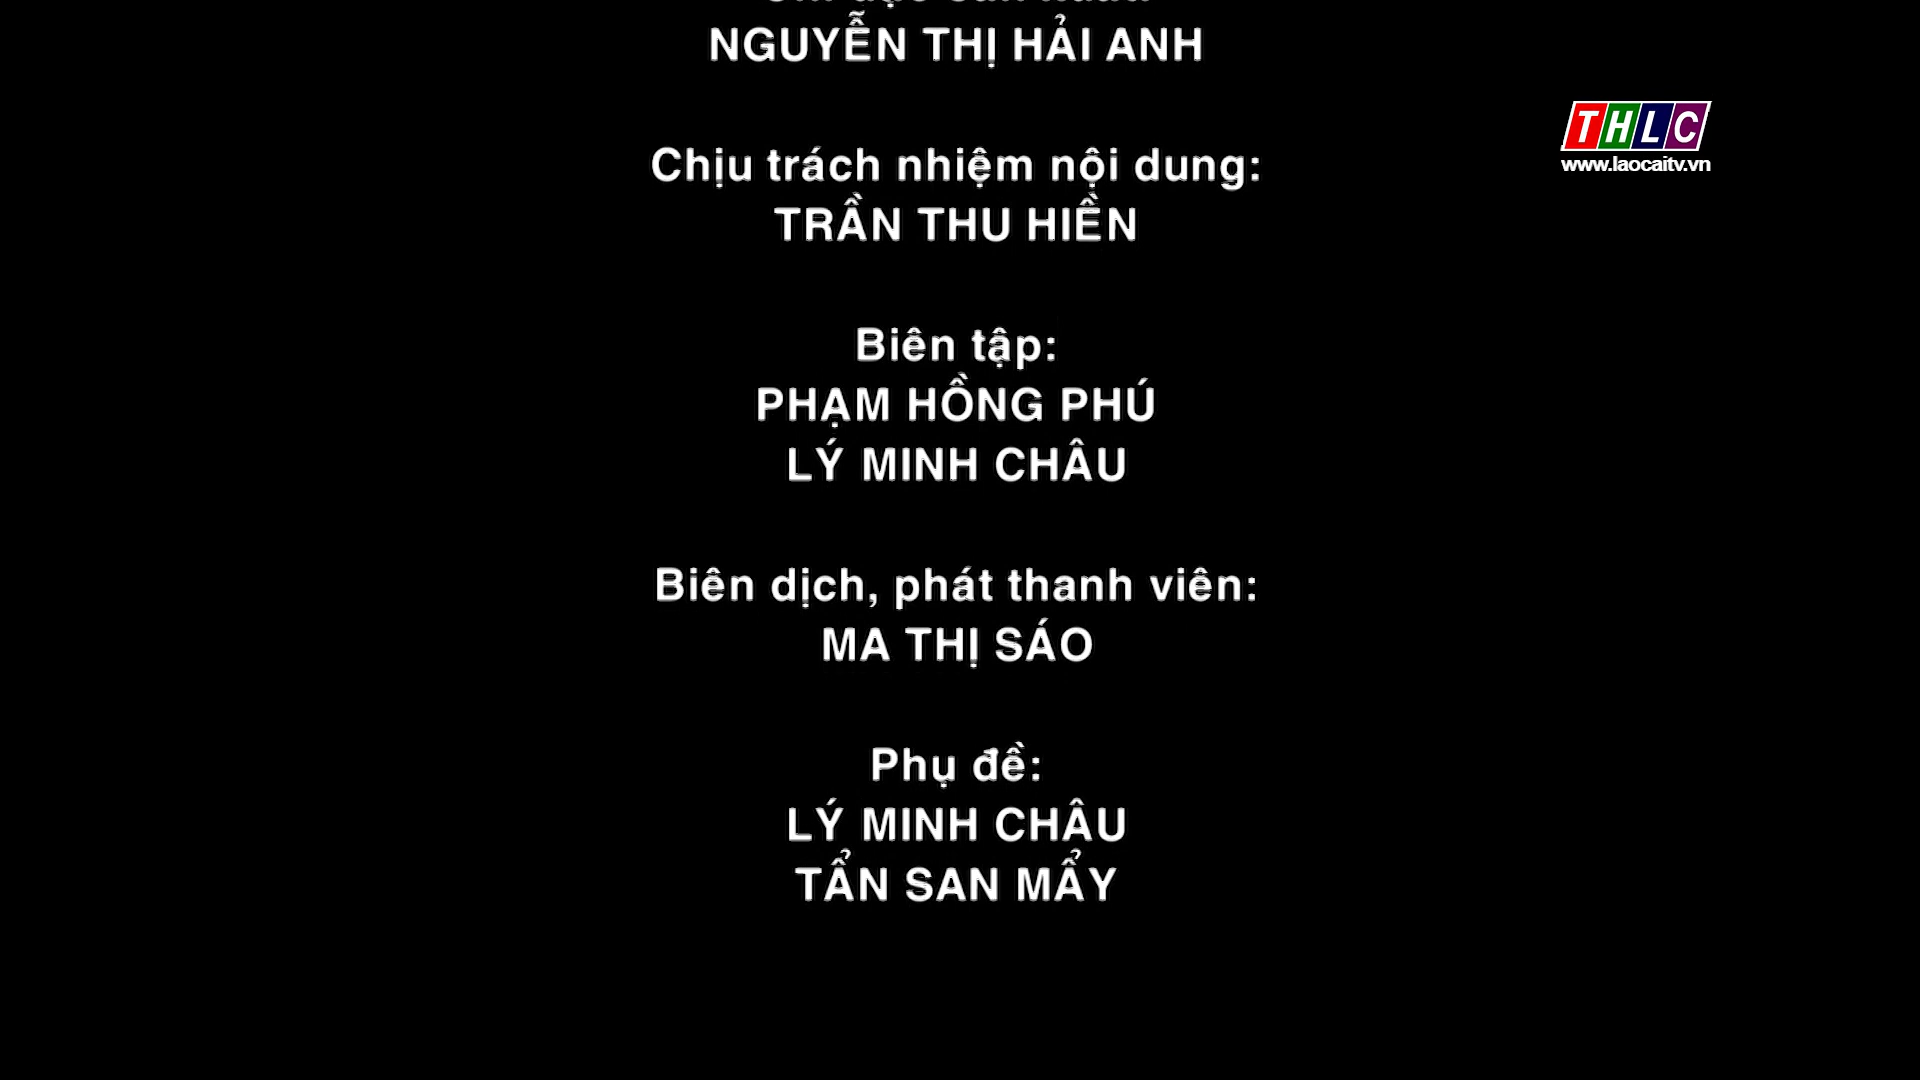 NGUYỄN THỊ HẢI ANH
THLC
www.laocaitv.vn
Chịu trách nhiệm nội dung:
TRẦN THU HIỀN
Biên tập:
PHẠM HỒNG PHÚ
LÝ MINH CHÂU
Biên dịch, phát thanh viên:
MA THỊ SÁO
Phụ đề:
LÝ MINH CHÂU
TẨN SAN MẨY